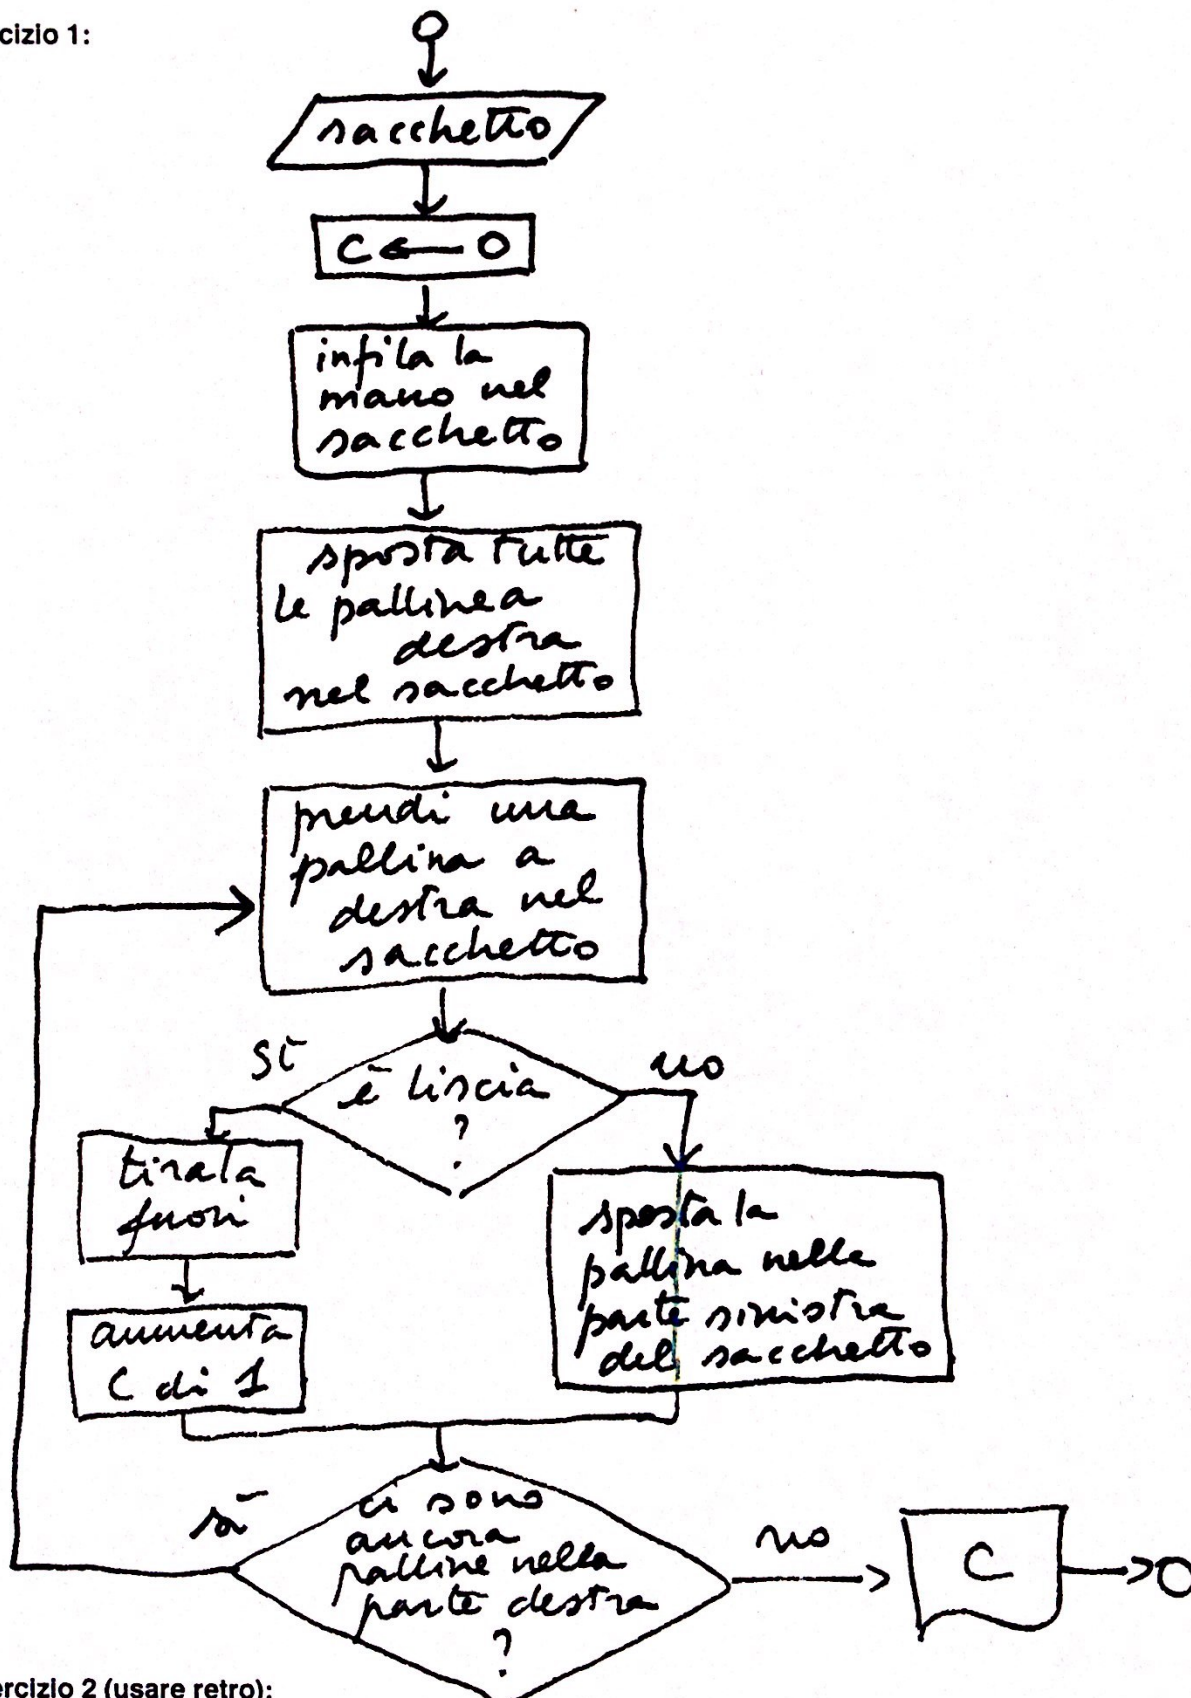 cizio 1:
sacchetto
C ← 0
infila la
mano nel
sacchetto
sposta tutte
le palline a
destra
nel sacchetto
prendi una
pallina a
destra nel
sacchetto
sì
è liscia
?
no
tirala
fuori
aumenta
C di 1
sposta la
pallina nella
parte sinistra
del sacchetto
sì
ci sono
ancora
palline nella
parte destra
?
no
C
ercizio 2 (usare retro):